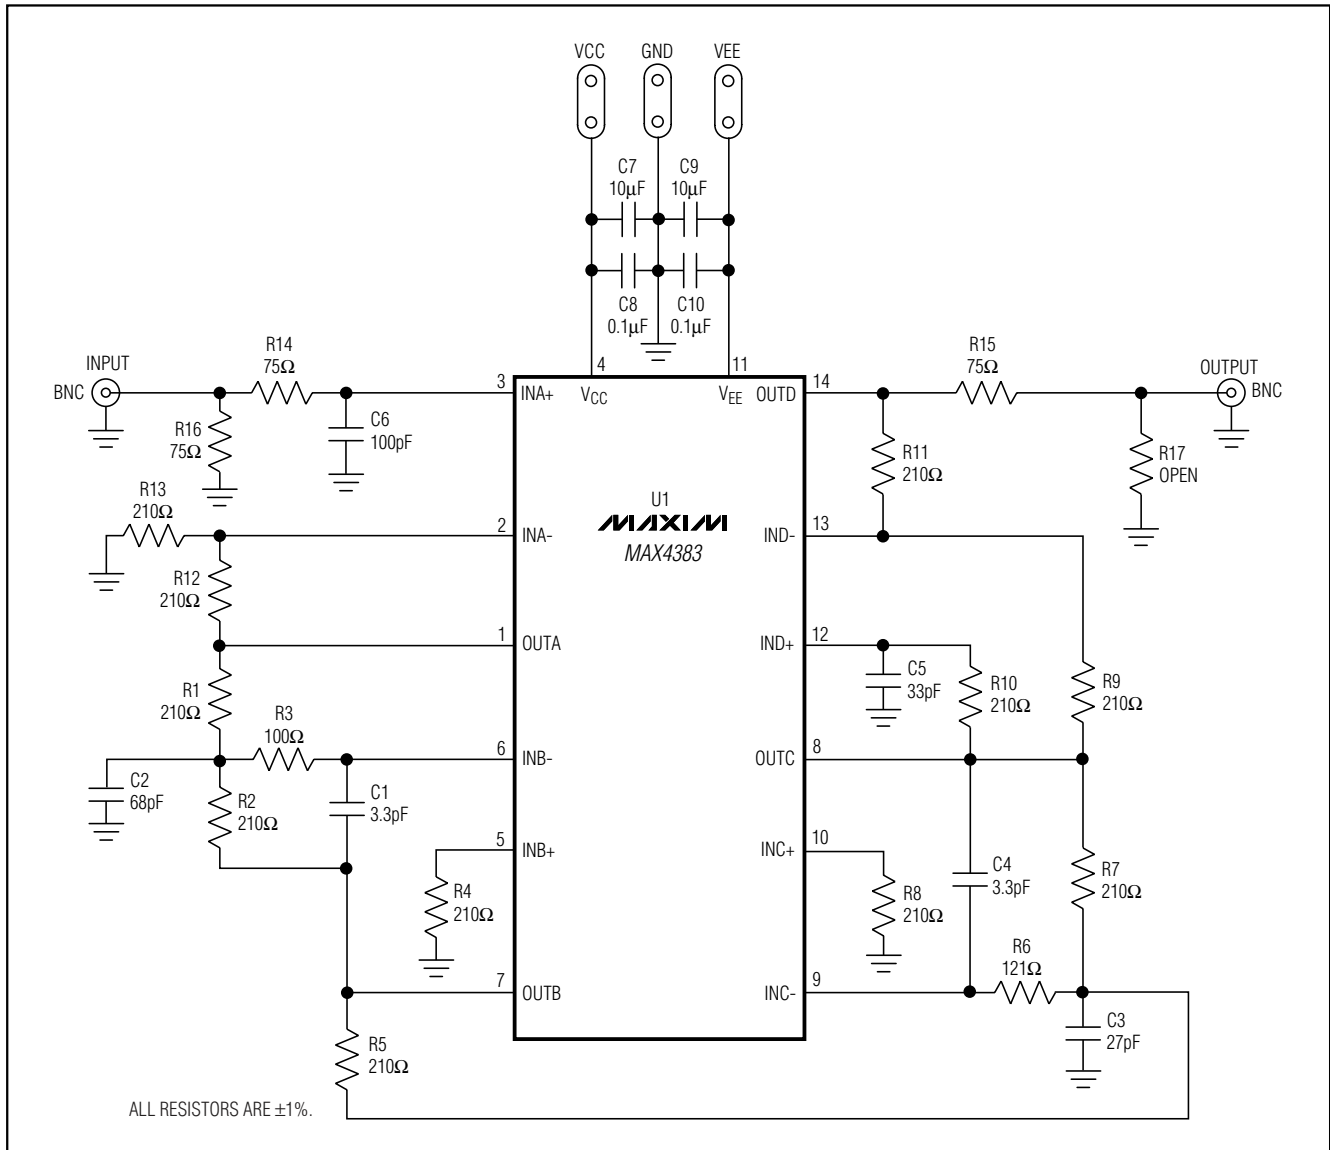 VCC GND VEE
C7
10µF
C9
10µF
C8
0.1µF
C10
0.1µF
INPUT
BNC
R14
75Ω
R16
75Ω
C6
100pF
3 INA+
4
VCC
11
VEE
OUTD 14
R15
75Ω
OUTPUT
BNC
R17
OPEN
R11
210Ω
R13
210Ω
2 INA-
U1
MAXIM
MAX4383
IND- 13
R12
210Ω
1 OUTA
IND+ 12
C5
33pF
R10
210Ω
R9
210Ω
R1
210Ω
R3
100Ω
6 INB-
OUTC 8
C2
68pF
R2
210Ω
C1
3.3pF
5 INB+
INC+ 10
R4
210Ω
R8
210Ω
C4
3.3pF
R7
210Ω
R6
121Ω
7 OUTB
INC- 9
C3
27pF
R5
210Ω
ALL RESISTORS ARE ±1%.